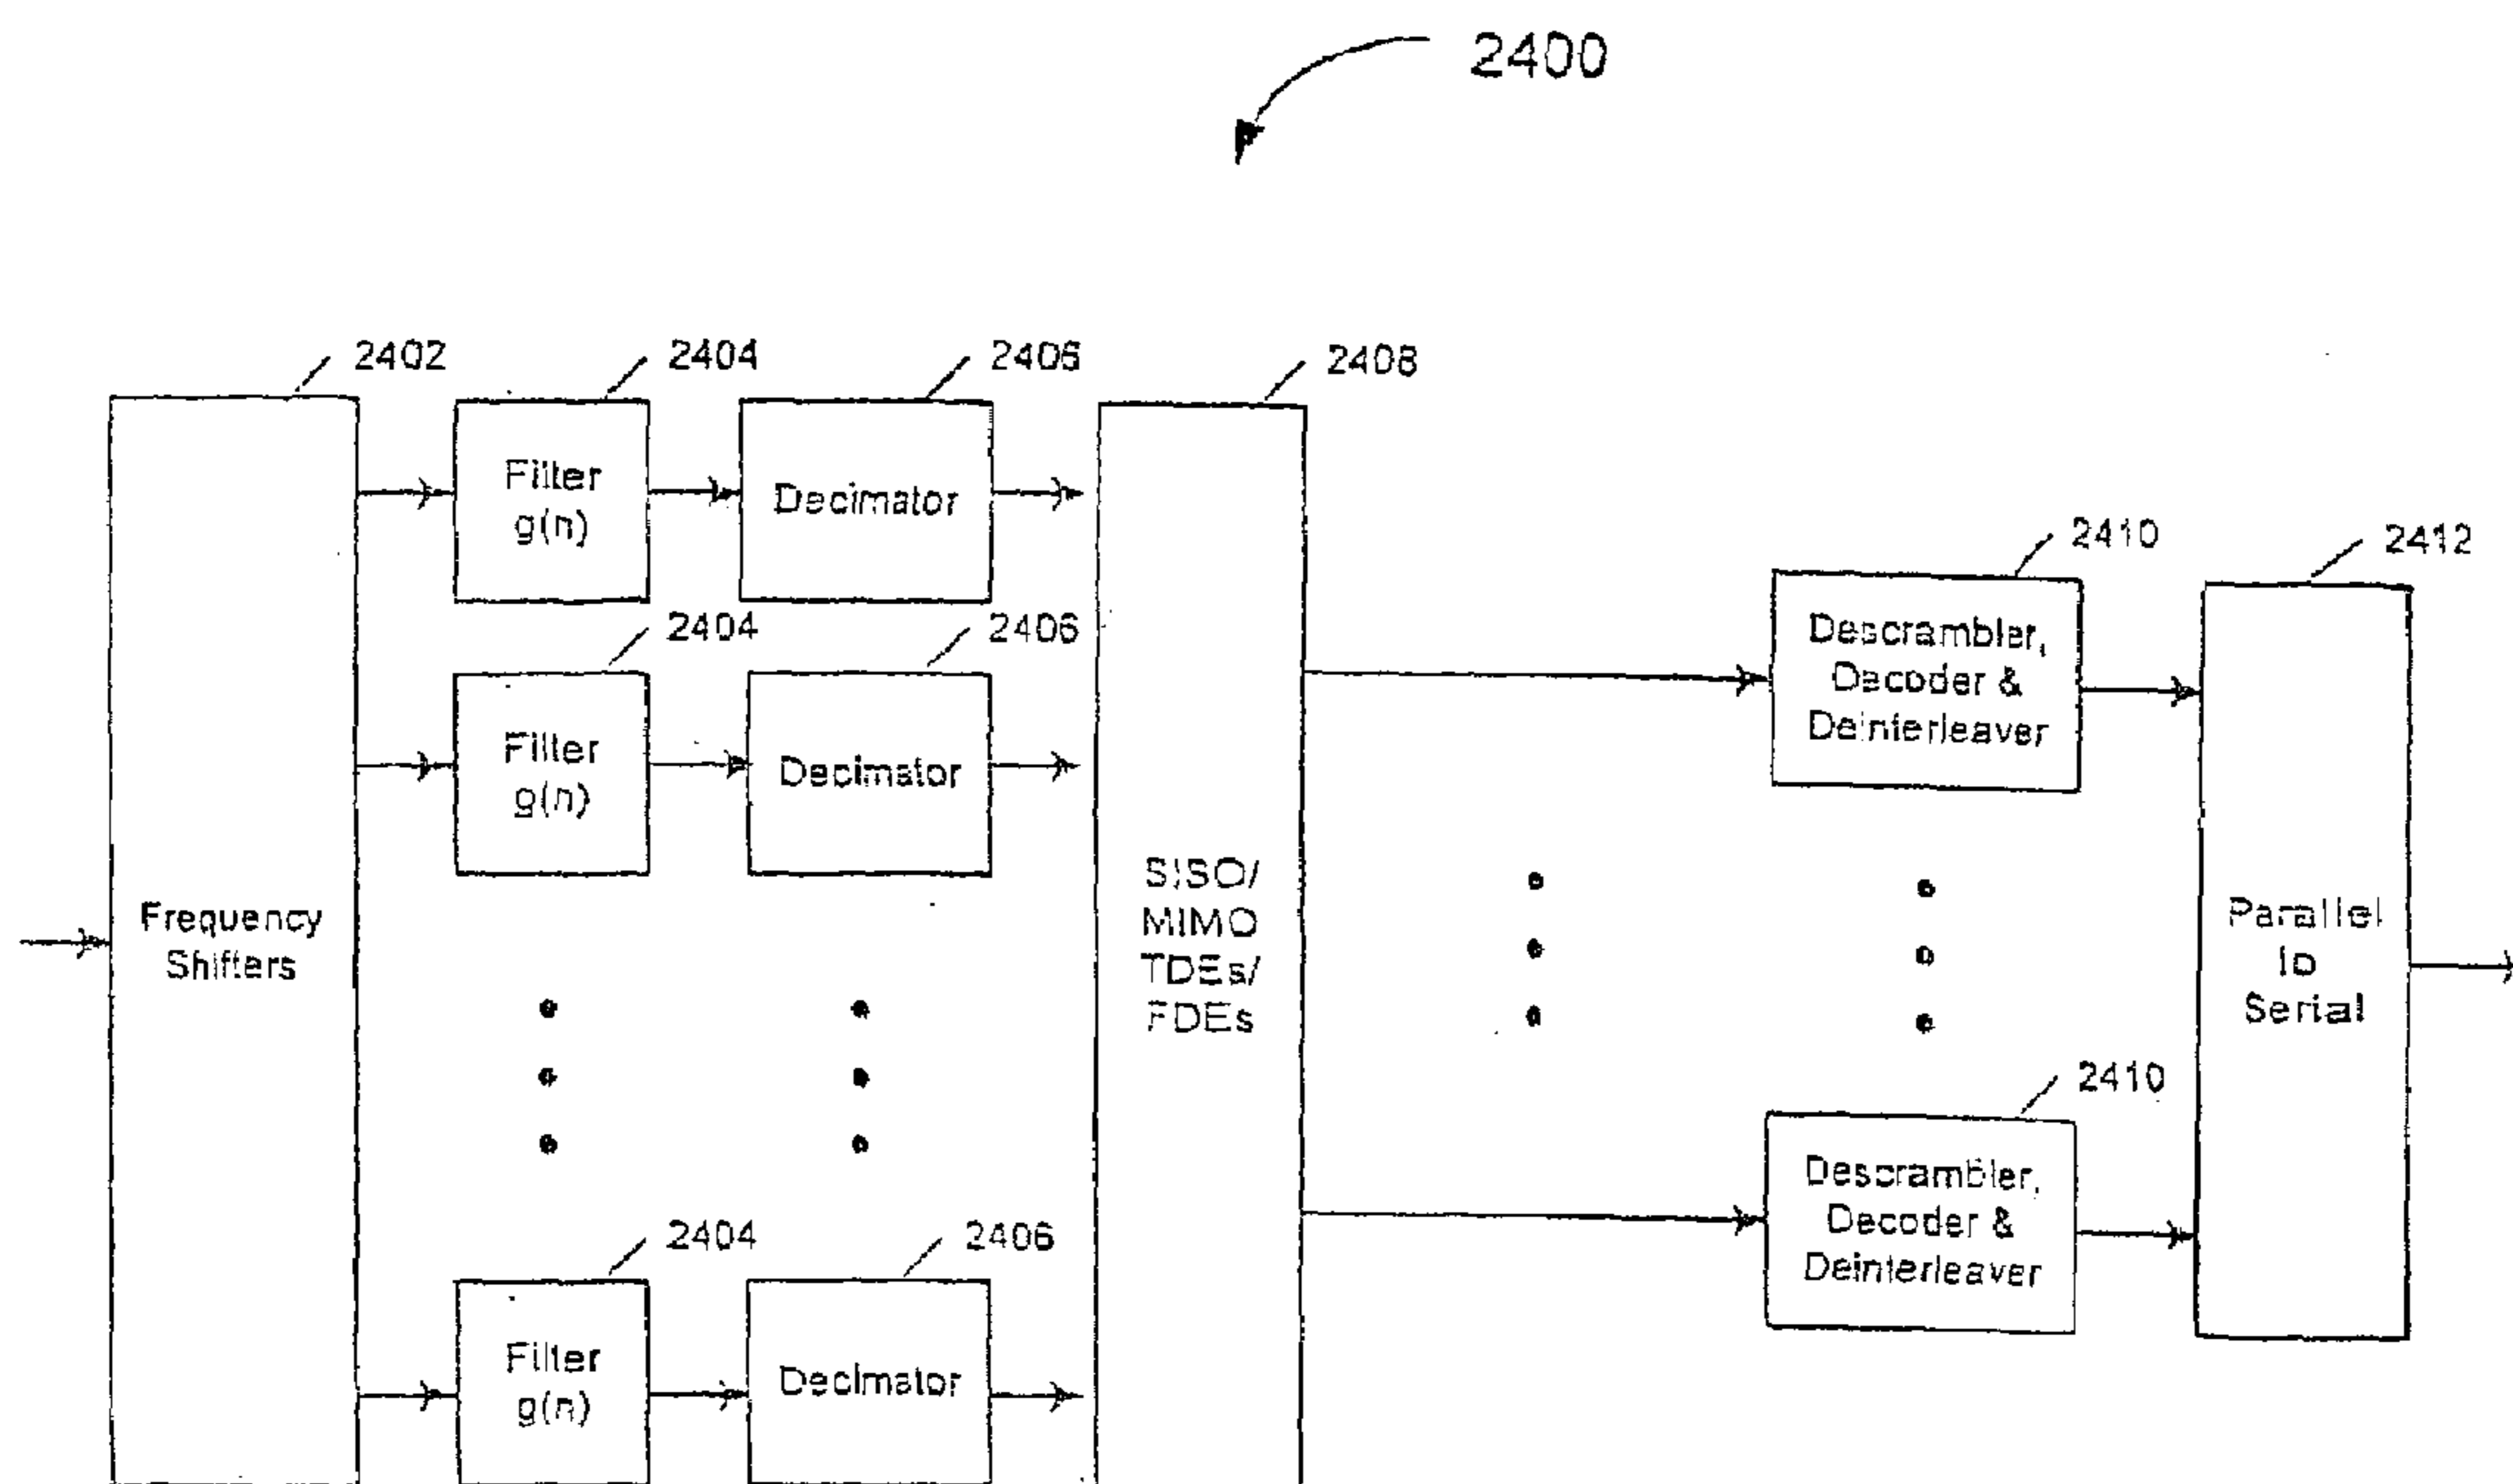 2400
2402
2404
2406
2408
Filter
g(n)
Decimator
2410
2412
2404
2406
Descrambler,
Decoder &
Deinterleaver
Filter
g(n)
Decimator
Frequency
Shifters
SISO/
MIMO
TDEs/
FDEs
Parallel
to
Serial
2410
2404
2406
Descrambler,
Decoder &
Deinterleaver
Filter
g(n)
Decimator